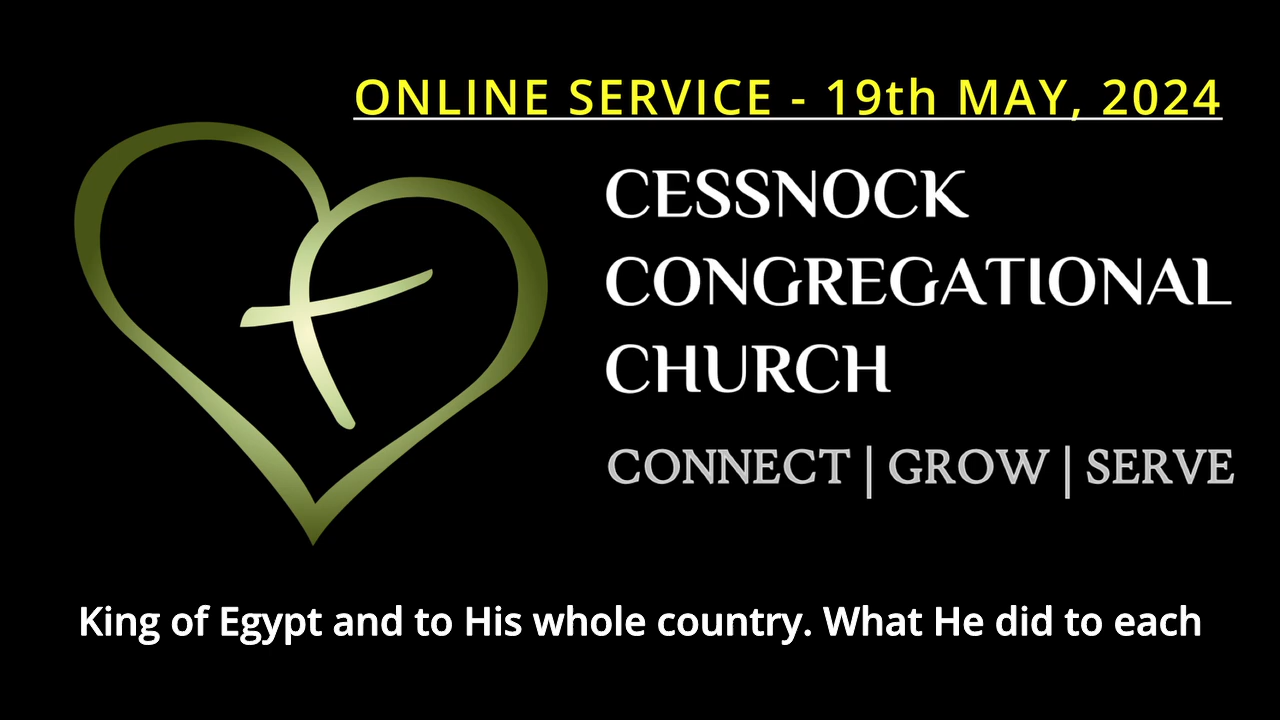 ONLINE SERVICE - 19th MAY, 2024
CESSNOCK
CONGREGATIONAL
CHURCH
CONNECT | GROW | SERVE
King of Egypt and to His whole country. What He did to each